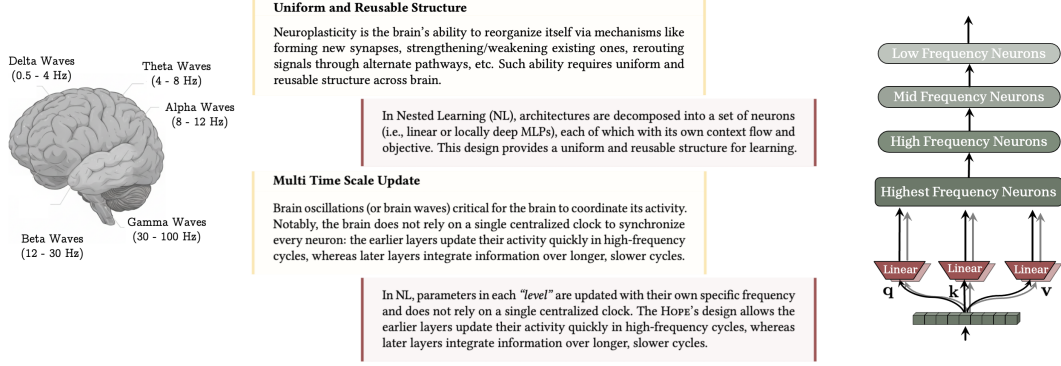 Delta Waves
(0.5 - 4 Hz)
Theta Waves
(4 - 8 Hz)
Alpha Waves
(8 - 12 Hz)
Gamma Waves
(30 - 100 Hz)
Beta Waves
(12 - 30 Hz)
Uniform and Reusable Structure
Neuroplasticity is the brain's ability to reorganize itself via mechanisms like
forming new synapses, strengthening/weakening existing ones, rerouting
signals through alternate pathways, etc. Such ability requires uniform and
reusable structure across brain.
In Nested Learning (NL), architectures are decomposed into a set of neurons
(i.e., linear or locally deep MLPs), each of which with its own context flow and
objective. This design provides a uniform and reusable structure for learning.
Multi Time Scale Update
Brain oscillations (or brain waves) critical for the brain to coordinate its activity.
Notably, the brain does not rely on a single centralized clock to synchronize
every neuron: the earlier layers update their activity quickly in high-frequency
cycles, whereas later layers integrate information over longer, slower cycles.
In NL, parameters in each "level" are updated with their own specific frequency
and does not rely on a single centralized clock. The HOPE's design allows the
earlier layers update their activity quickly in high-frequency cycles, whereas
later layers integrate information over longer, slower cycles.
Low Frequency Neurons
Mid Frequency Neurons
High Frequency Neurons
Highest Frequency Neurons
Linear
Linear
Linear
q
k
v